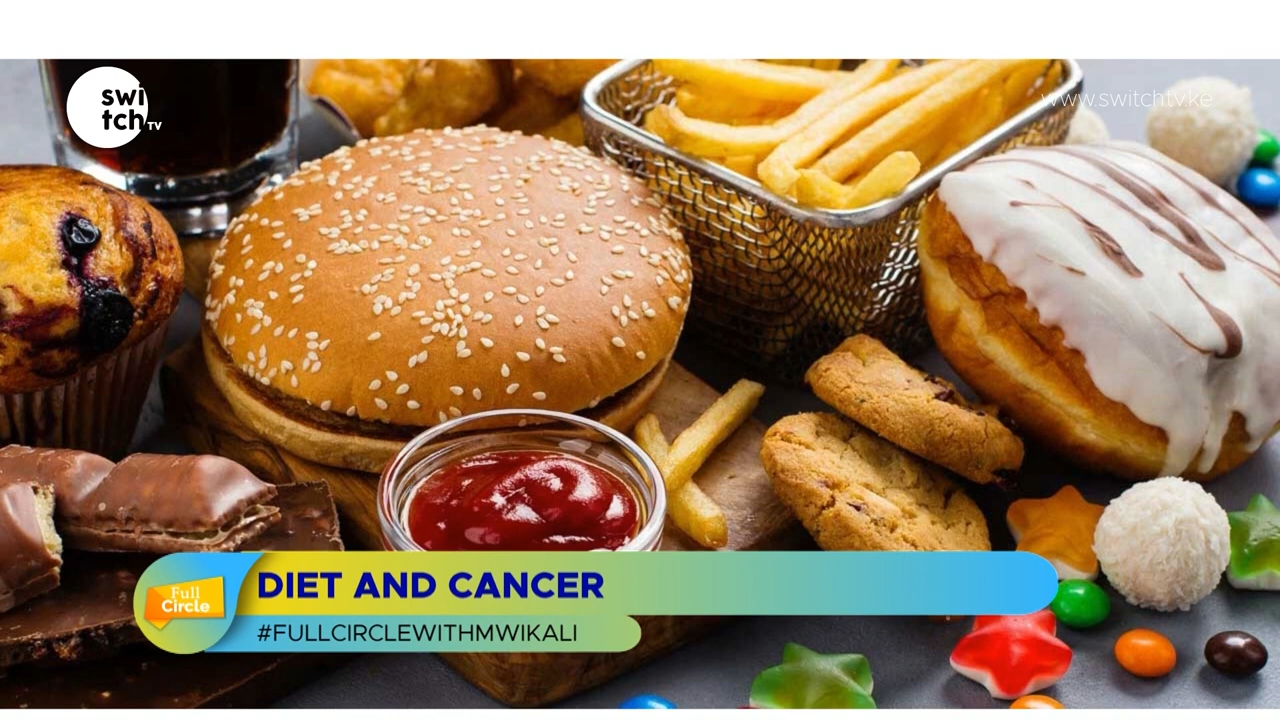 swi
tch TV
www.switchtv.ke
Full
Circle
DIET AND CANCER
#FULLCIRCLEWITHMWIKALI